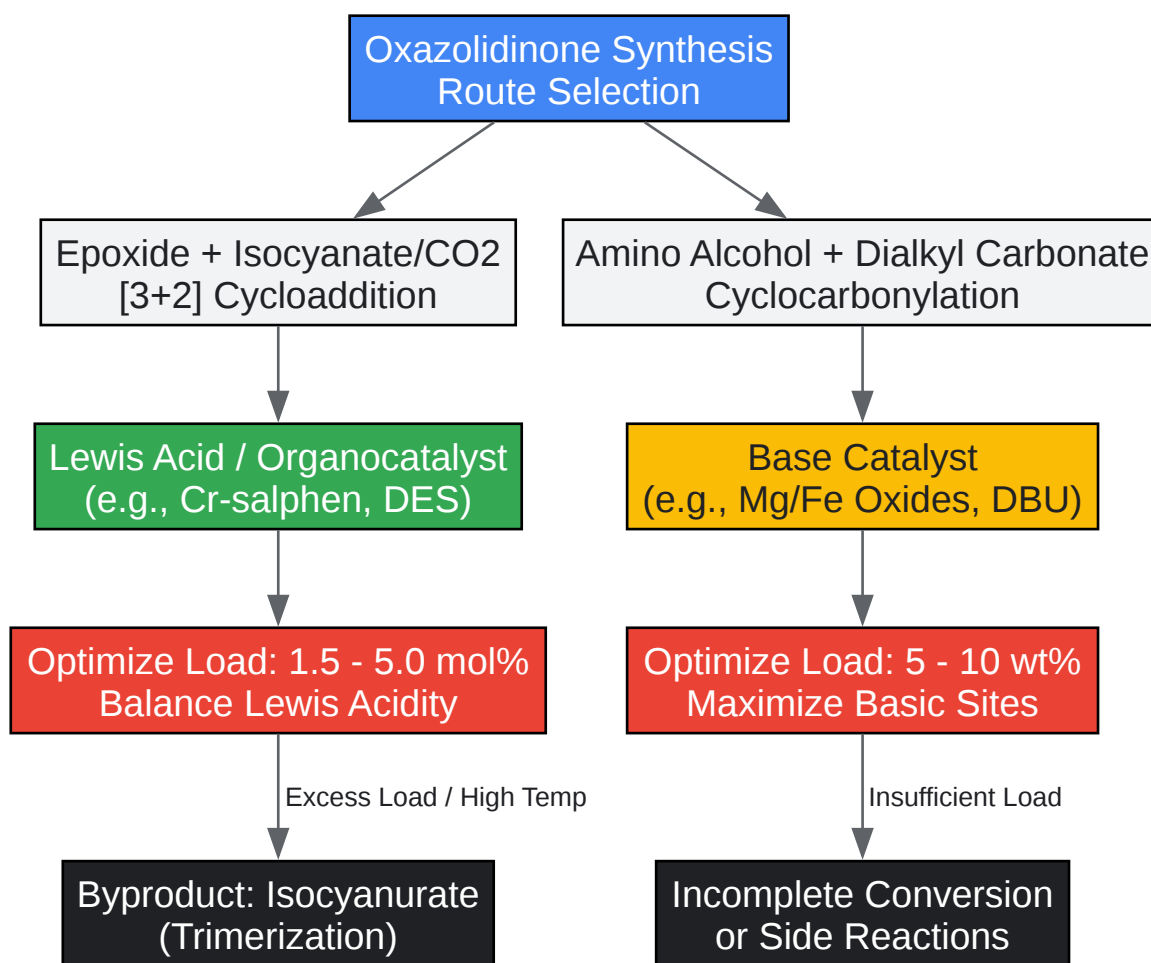 Oxazolidinone Synthesis
Route Selection
Epoxide + Isocyanate/CO2
[3+2] Cycloaddition
Amino Alcohol + Dialkyl Carbonate
Cyclocarbonylation
Lewis Acid / Organocatalyst
(e.g., Cr-salphen, DES)
Base Catalyst
(e.g., Mg/Fe Oxides, DBU)
Optimize Load: 1.5 - 5.0 mol%
Balance Lewis Acidity
Optimize Load: 5 - 10 wt%
Maximize Basic Sites
Excess Load / High Temp
Insufficient Load
Byproduct: Isocyanurate
(Trimerization)
Incomplete Conversion
or Side Reactions